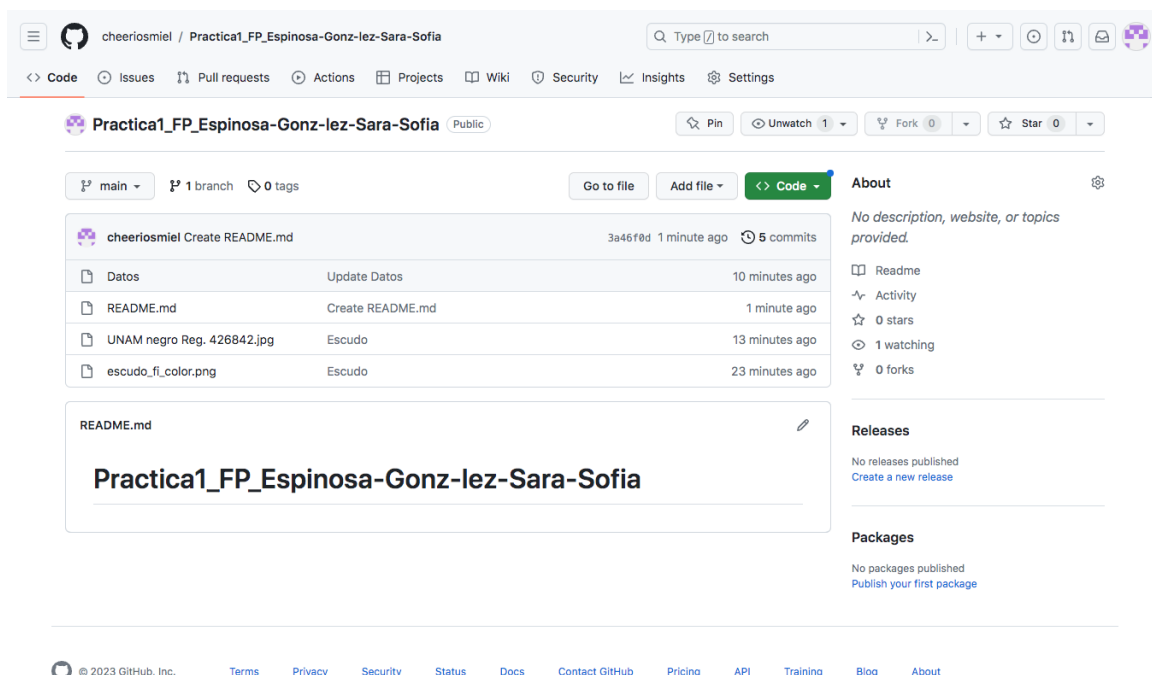 cheeriosmiel / Practica1_FP_Espinosa-Gonz-lez-Sara-Sofia
Type / to search
Code Issues Pull requests Actions Projects Wiki Security Insights Settings
Practica1_FP_Espinosa-Gonz-lez-Sara-Sofia Public
Pin Unwatch 1 Fork 0 Star 0
main 1 branch 0 tags Go to file Add file <> Code
cheeriosmiel Create README.md 3a46f0d 1 minute ago 5 commits
Datos Update Datos 10 minutes ago
README.md Create README.md 1 minute ago
UNAM negro Reg. 426842.jpg Escudo 13 minutes ago
escudo_fi_color.png Escudo 23 minutes ago
README.md
Practica1_FP_Espinosa-Gonz-lez-Sara-Sofia
About
No description, website, or topics
provided.
Readme
Activity
0 stars
1 watching
0 forks
Releases
No releases published
Create a new release
Packages
No packages published
Publish your first package
© 2023 GitHub, Inc. Terms Privacy Security Status Docs Contact GitHub Pricing API Training Blog About